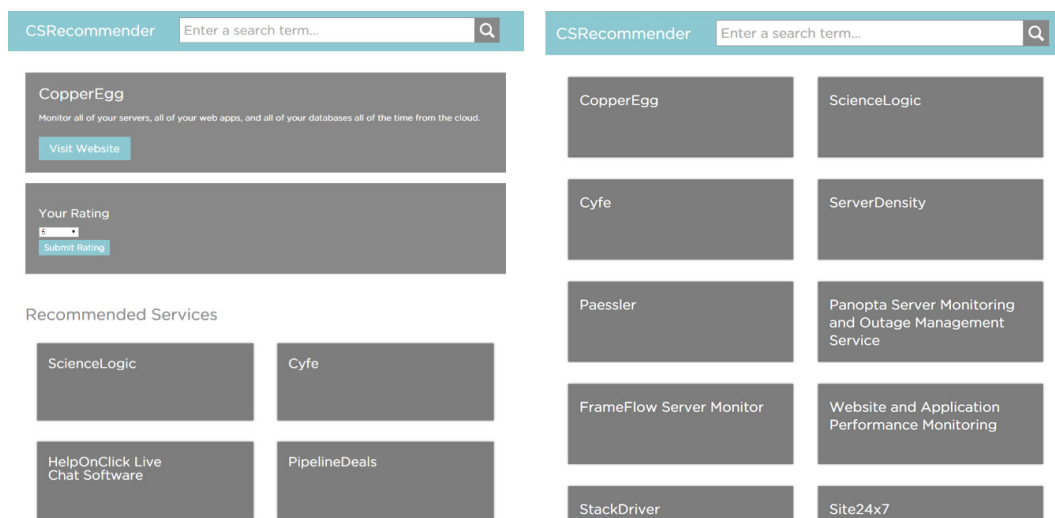 CSRecommender
Enter a search term...
CopperEgg
Monitor all of your servers, all of your web apps, and all of your databases all of the time from the cloud.
Visit Website
Your Rating
5
Submit Rating
Recommended Services
ScienceLogic
Cyfe
HelpOnClick Live
Chat Software
PipelineDeals
CSRecommender
Enter a search term...
CopperEgg
ScienceLogic
Cyfe
ServerDensity
Paessler
Panopta Server Monitoring
and Outage Management
Service
FrameFlow Server Monitor
Website and Application
Performance Monitoring
StackDriver
Site24x7